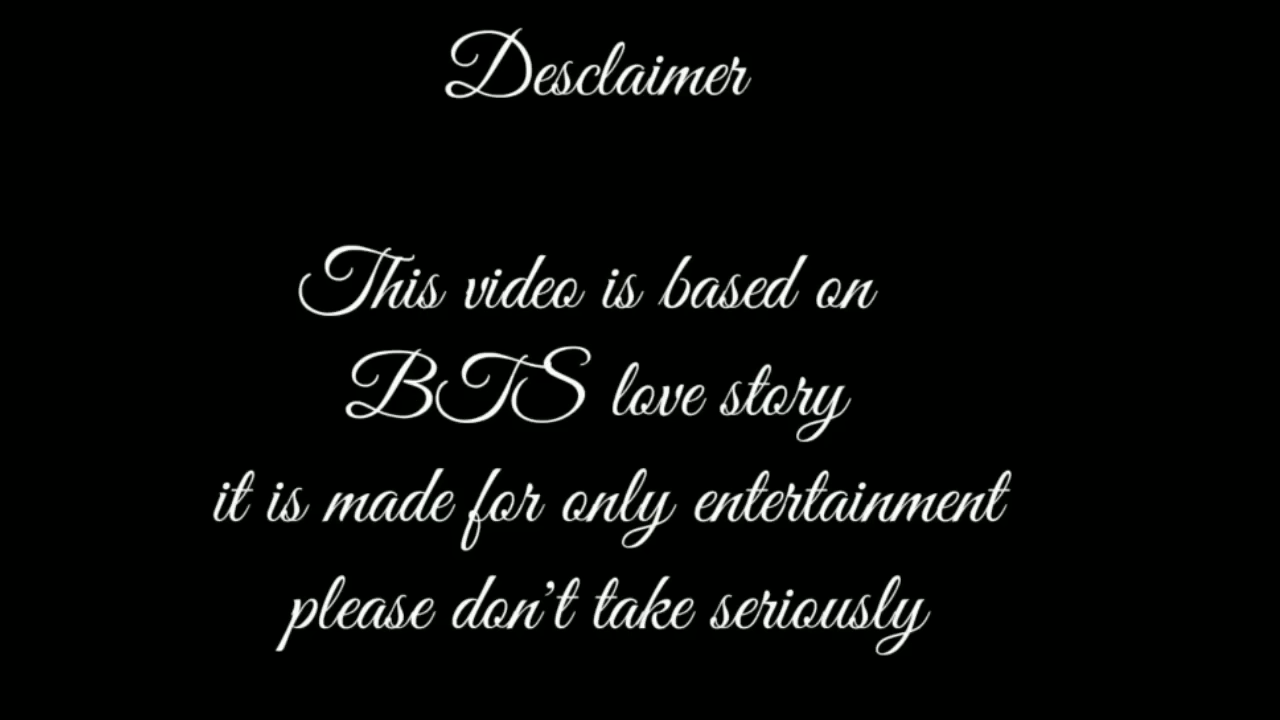 Desclaimer
This video is based on
BTS love story
it is made for only entertainment
please don't take seriously